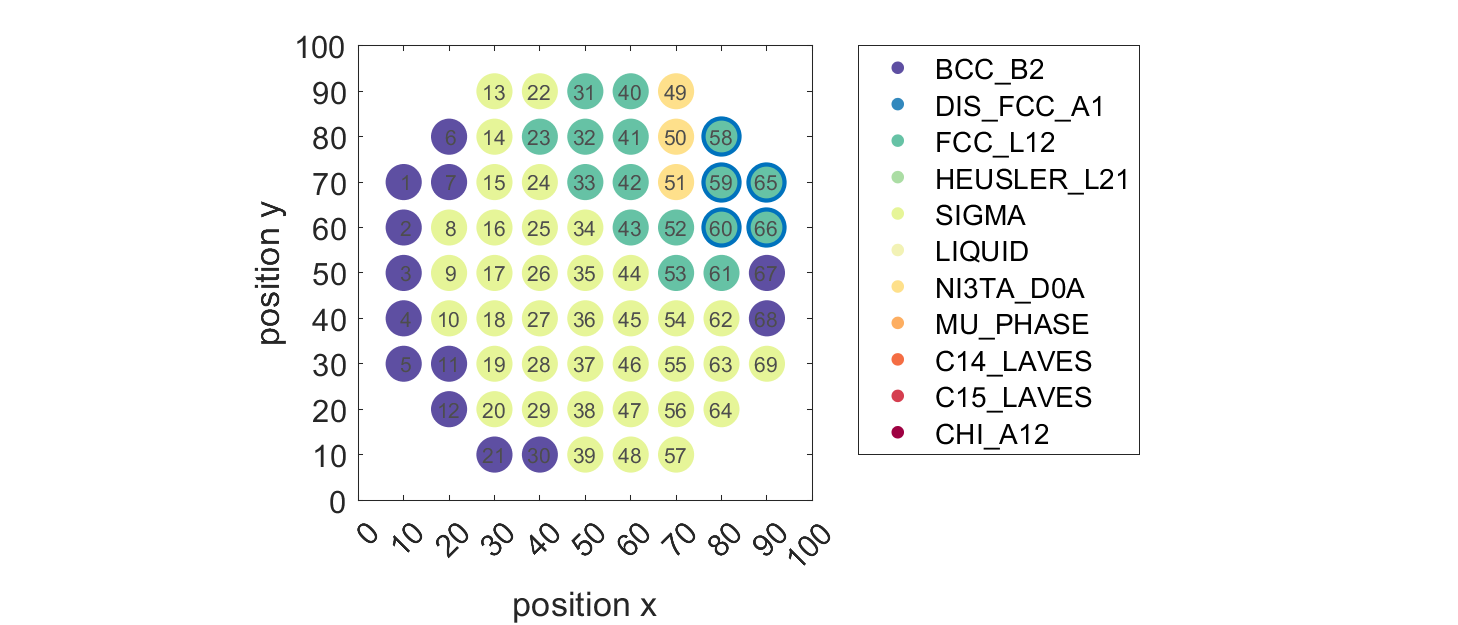 100
90
80
70
60
50
40
30
20
10
0
13 22 31 40 49
6 14 23 32 41 50 58
1 7 15 24 33 42 51 59 65
2 8 16 25 34 43 52 60 66
3 9 17 26 35 44 53 61 67
4 10 18 27 36 45 54 62 68
5 11 19 28 37 46 55 63 69
12 20 29 38 47 56 64
21 30 39 48 57
0 10 20 30 40 50 60 70 80 90 100
position x
position y
BCC_B2
DIS_FCC_A1
FCC_L12
HEUSLER_L21
SIGMA
LIQUID
NI3TA_D0A
MU_PHASE
C14_LAVES
C15_LAVES
CHI_A12